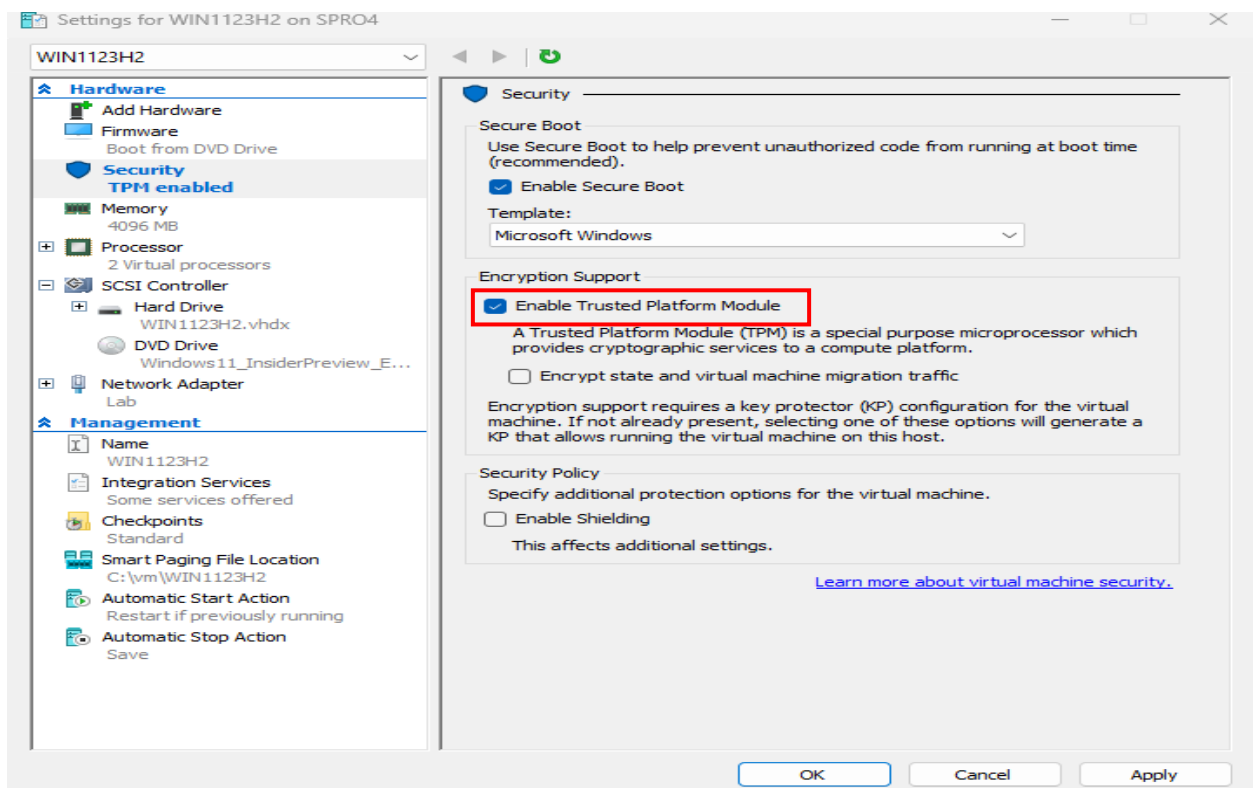 Settings for WIN1123H2 on SPRO4
WIN1123H2
Hardware
Add Hardware
Firmware
Boot from DVD Drive
Security
TPM enabled
Memory
4096 MB
Processor
2 Virtual processors
SCSI Controller
Hard Drive
WIN1123H2.vhdx
DVD Drive
Windows11_InsiderPreview_E...
Network Adapter
Lab
Management
Name
WIN1123H2
Integration Services
Some services offered
Checkpoints
Standard
Smart Paging File Location
C:\vm\WIN1123H2
Automatic Start Action
Restart if previously running
Automatic Stop Action
Save
Security
Secure Boot
Use Secure Boot to help prevent unauthorized code from running at boot time
(recommended).
Enable Secure Boot
Template:
Microsoft Windows
Encryption Support
Enable Trusted Platform Module
A Trusted Platform Module (TPM) is a special purpose microprocessor which
provides cryptographic services to a compute platform.
Encrypt state and virtual machine migration traffic
Encryption support requires a key protector (KP) configuration for the virtual
machine. If not already present, selecting one of these options will generate a
KP that allows running the virtual machine on this host.
Security Policy
Specify additional protection options for the virtual machine.
Enable Shielding
This affects additional settings.
Learn more about virtual machine security.
OK
Cancel
Apply